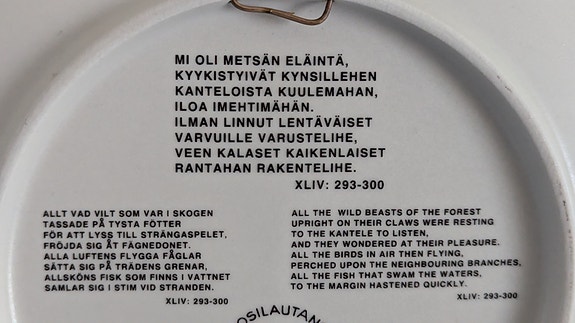 MI OLI METSÄN ELÄINTÄ,
KYYKISTYIVÄT KYNSILLEHEN
KANTELOISTA KUULEMAHAN,
ILOA IMEHTIMÄHÄN.
ILMAN LINNUT LENTÄVÄISET
VARVUILLE VARUSTELIHE,
VEEN KALASET KAIKENLAISET
RANTAHAN RAKENTELIHE.
XLIV: 293-300
ALLT VAD VILT SOM VAR I SKOGEN
TASSADE PÅ TYSTA FÖTTER
FÖR ATT LYSS TILL STRÄNGASPELET,
FRÖJDA SIG ÅT FÄGNEDONET.
ALLA LUFTENS FLYGGA FÅGLAR
SÄTTA SIG PÅ TRÄDENS GRENAR,
ALLSKÖNS FISK SOM FINNS I VATTNET
SAMLAR SIG I STIM VID STRANDEN.
XLIV: 293-300
ALL THE WILD BEASTS OF THE FOREST
UPRIGHT ON THEIR CLAWS WERE RESTING
TO THE KANTELE TO LISTEN,
AND THEY WONDERED AT THEIR PLEASURE.
ALL THE BIRDS IN AIR THEN FLYING,
PERCHED UPON THE NEIGHBOURING BRANCHES,
ALL THE FISH THAT SWAM THE WATERS,
TO THE MARGIN HASTENED QUICKLY.
XLIV: 293-300